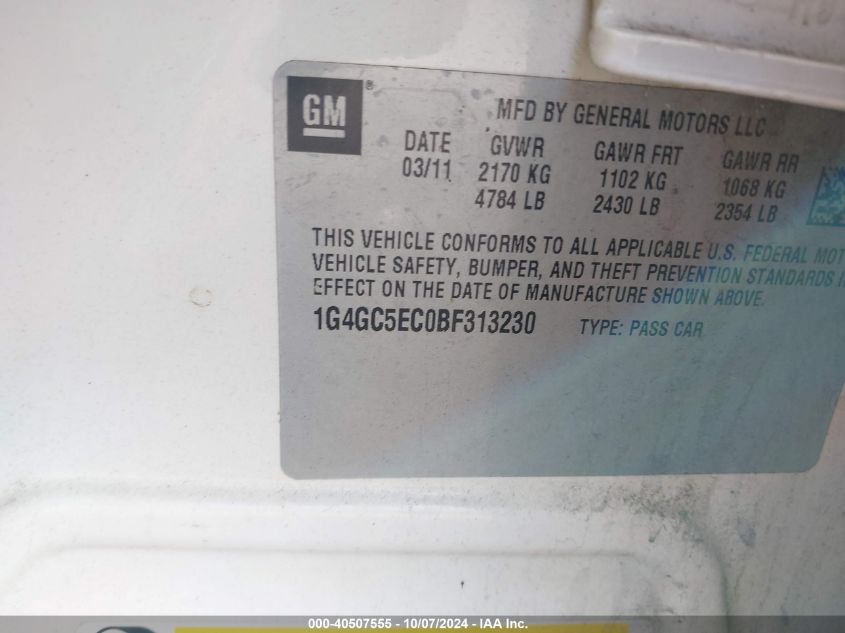 GM
MFD BY GENERAL MOTORS LLC
DATE GVWR GAWR FRT GAWR RR
03/11 2170 KG 1102 KG 1068 KG
4784 LB 2430 LB 2354 LB
THIS VEHICLE CONFORMS TO ALL APPLICABLE U.S. FEDERAL MOT
VEHICLE SAFETY, BUMPER, AND THEFT PREVENTION STANDARDS I
EFFECT ON THE DATE OF MANUFACTURE SHOWN ABOVE.
1G4GC5EC0BF313230 TYPE: PASS CAR
000-40507555 - 10/07/2024 - IAA Inc.